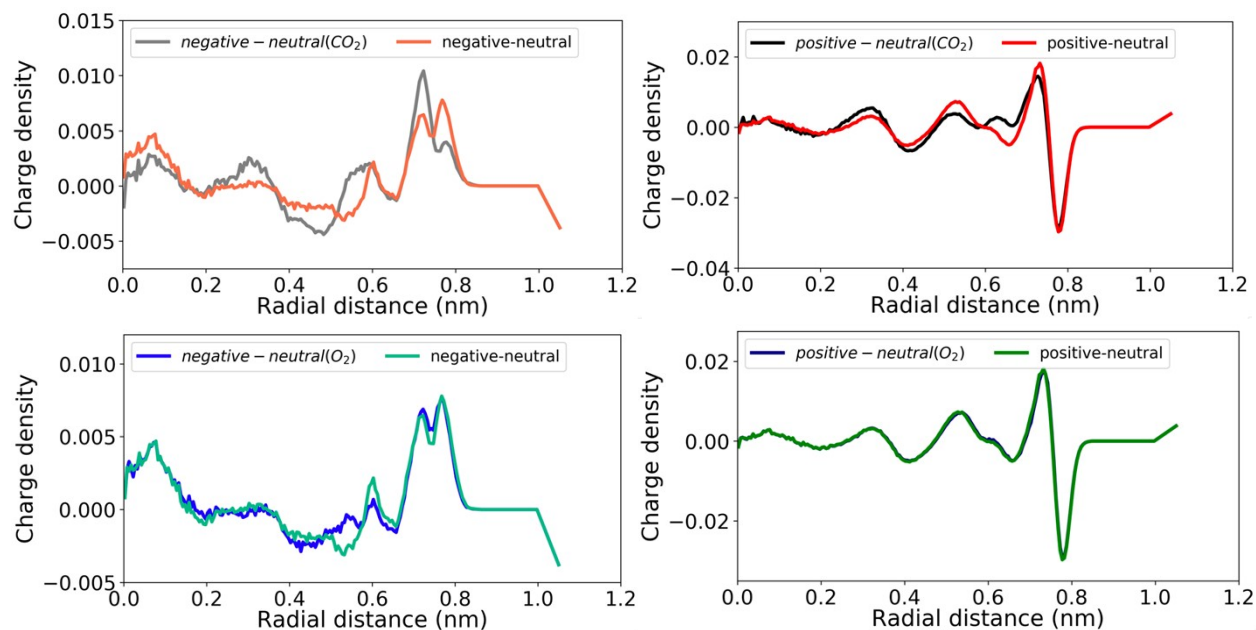 0.015
0.010
0.005
0.000
−0.005
Charge density
negative − neutral(CO₂) negative-neutral
0.0 0.2 0.4 0.6 0.8 1.0 1.2
Radial distance (nm)
0.02
0.00
−0.02
−0.04
Charge density
positive − neutral(CO₂) positive-neutral
0.0 0.2 0.4 0.6 0.8 1.0 1.2
Radial distance (nm)
0.010
0.005
0.000
−0.005
Charge density
negative − neutral(O₂) negative-neutral
0.0 0.2 0.4 0.6 0.8 1.0 1.2
Radial distance (nm)
0.02
0.00
−0.02
Charge density
positive − neutral(O₂) positive-neutral
0.0 0.2 0.4 0.6 0.8 1.0 1.2
Radial distance (nm)